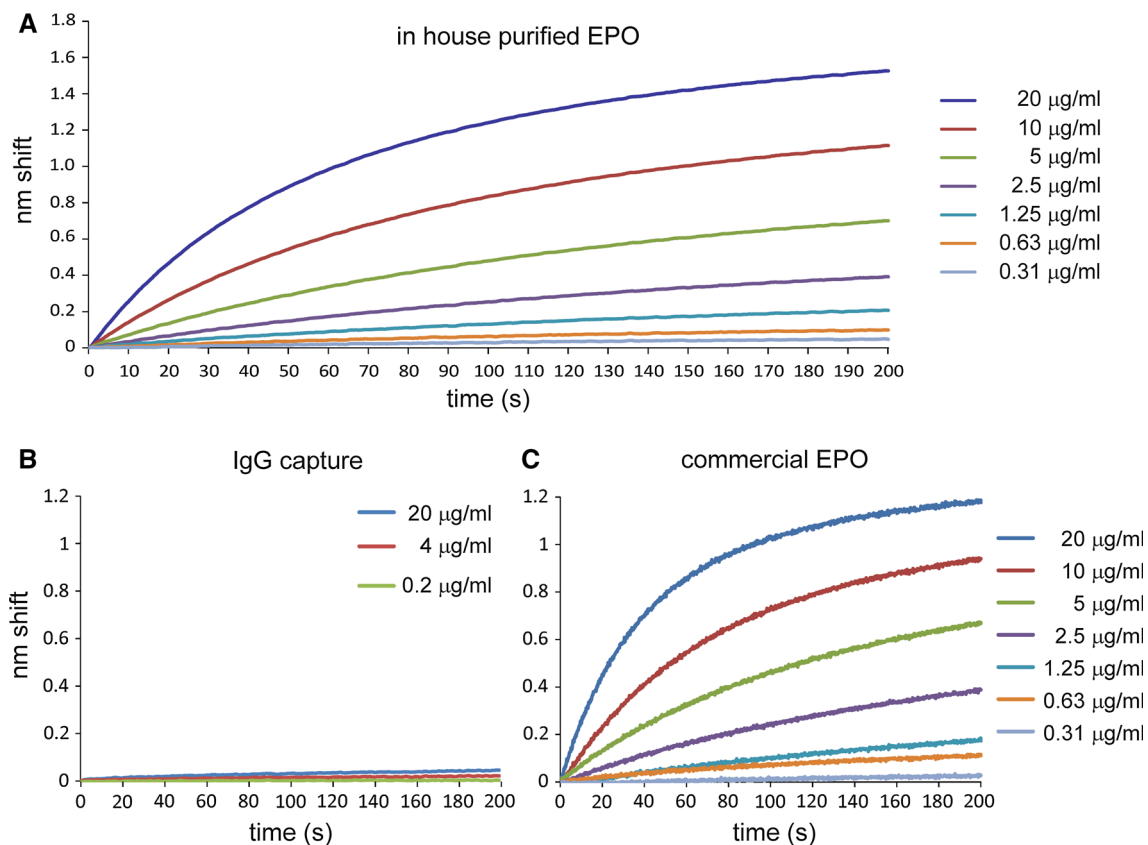 A
in house purified EPO
1.8
1.6
1.4
1.2
1
0.8
0.6
0.4
0.2
0
nm shift
0 10 20 30 40 50 60 70 80 90 100 110 120 130 140 150 160 170 180 190 200
time (s)
20 μg/ml
10 μg/ml
5 μg/ml
2.5 μg/ml
1.25 μg/ml
0.63 μg/ml
0.31 μg/ml
B
IgG capture
1.2
1
0.8
0.6
0.4
0.2
0
nm shift
0 20 40 60 80 100 120 140 160 180 200
time (s)
20 μg/ml
4 μg/ml
0.2 μg/ml
C
commercial EPO
1.2
1
0.8
0.6
0.4
0.2
0
0 20 40 60 80 100 120 140 160 180 200
time (s)
20 μg/ml
10 μg/ml
5 μg/ml
2.5 μg/ml
1.25 μg/ml
0.63 μg/ml
0.31 μg/ml